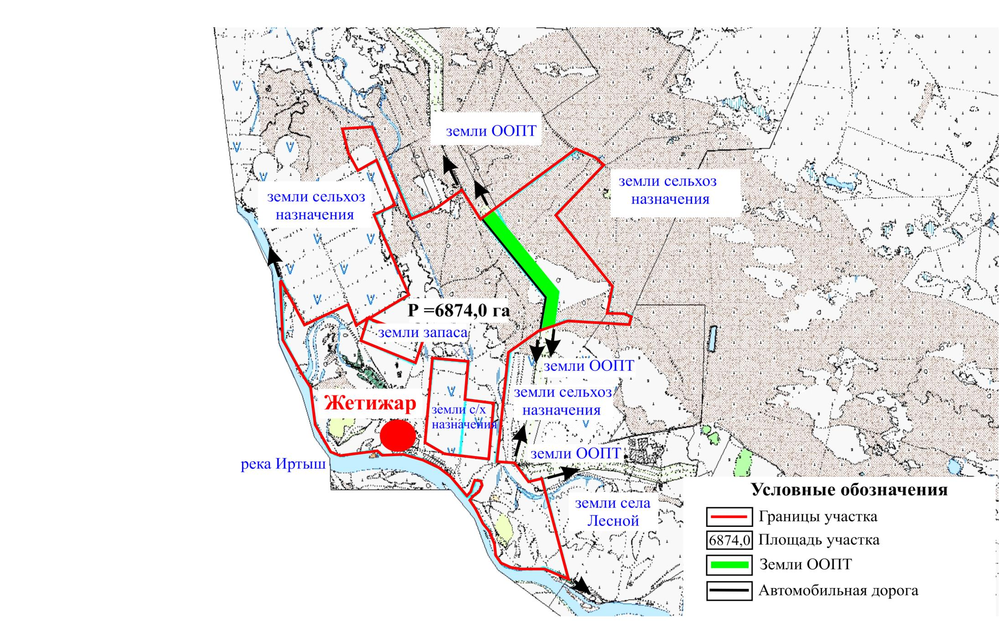 земли ООПТ
земли сельхоз
назначения
земли сельхоз
назначения
Р =6874,0 га
земли запаса
земли ООПТ
земли сельхоз
назначения
Жетижар
земли с/х
назначения
земли ООПТ
река Иртыш
земли села
Лесной
Условные обозначения
Границы участка
6874,0 Площадь участка
Земли ООПТ
Автомобильная дорога